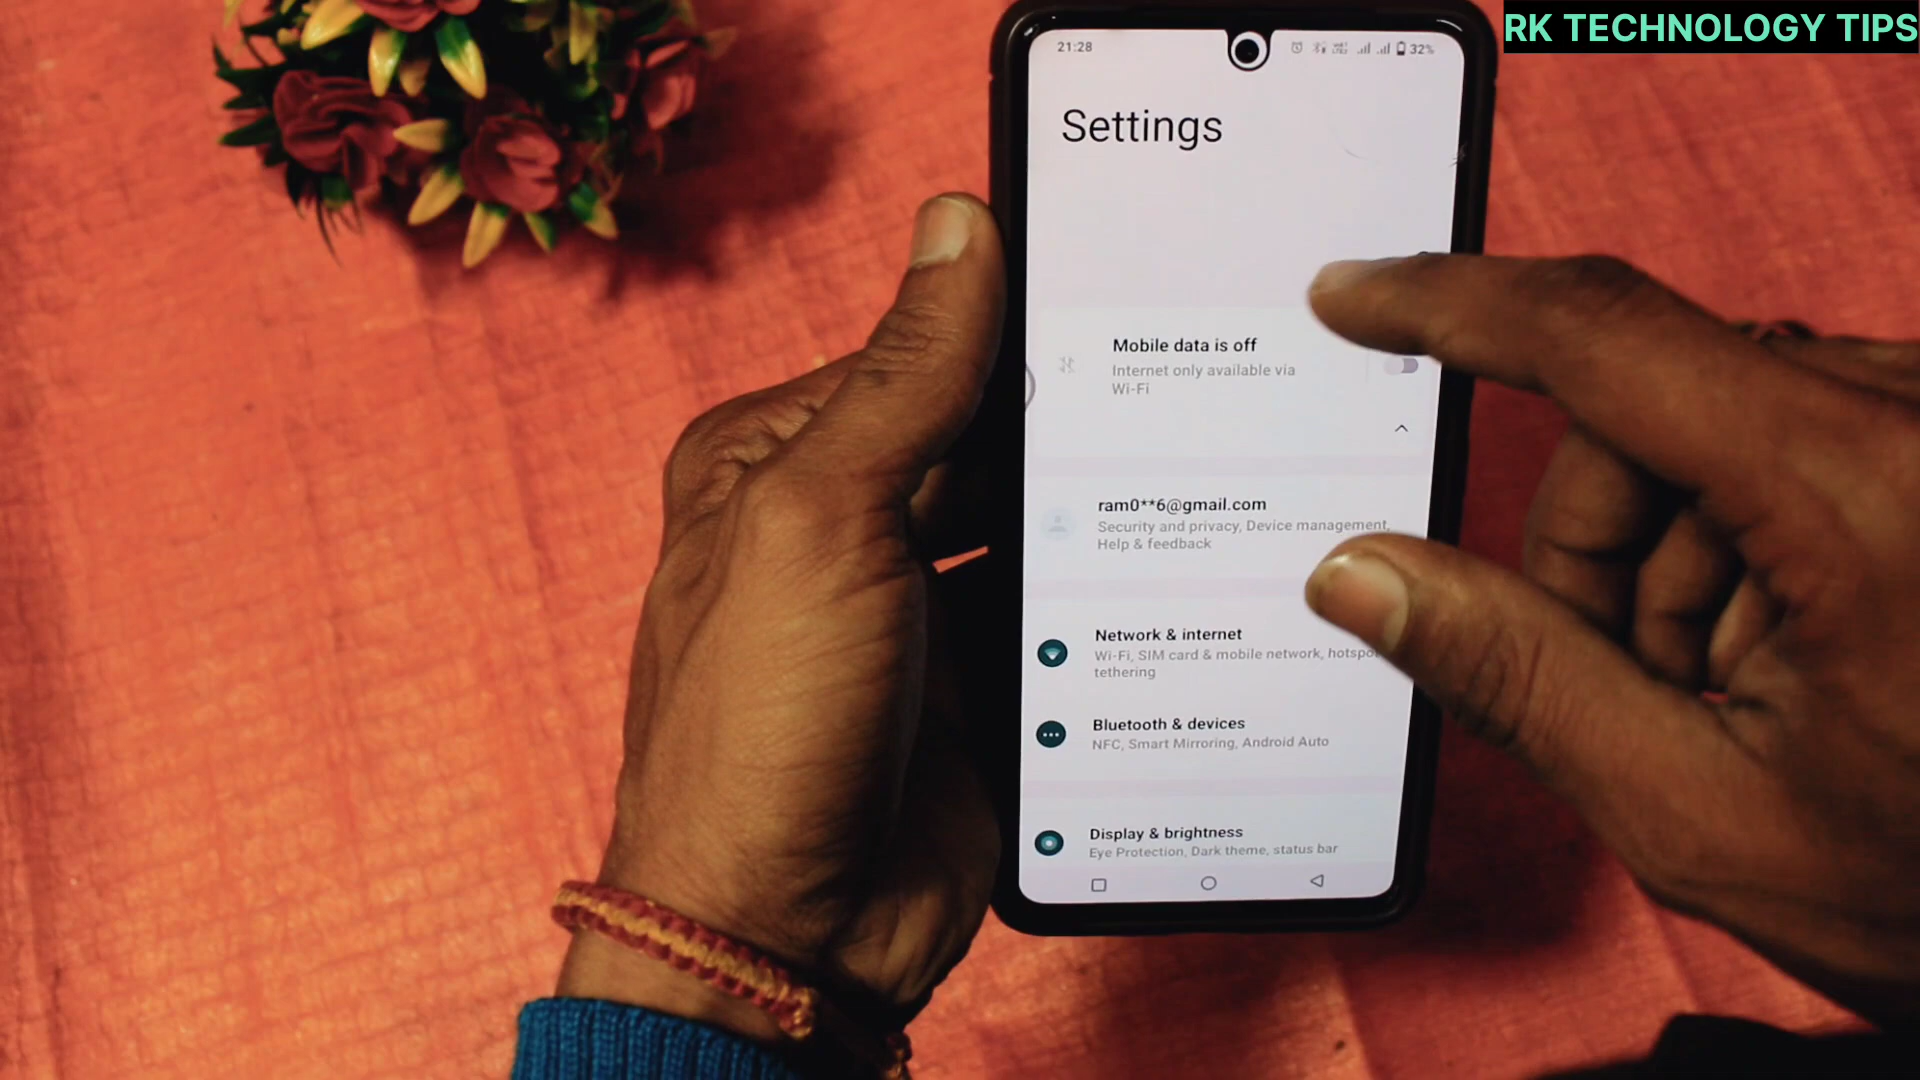 RK TECHNOLOGY TIPS
21:28
32%
Settings
Mobile data is off
Internet only available via
Wi-Fi
ram0**6@gmail.com
Security and privacy, Device management,
Help & feedback
Network & internet
Wi-Fi, SIM card & mobile network, hotspot
tethering
Bluetooth & devices
NFC, Smart Mirroring, Android Auto
Display & brightness
Eye Protection, Dark theme, status bar